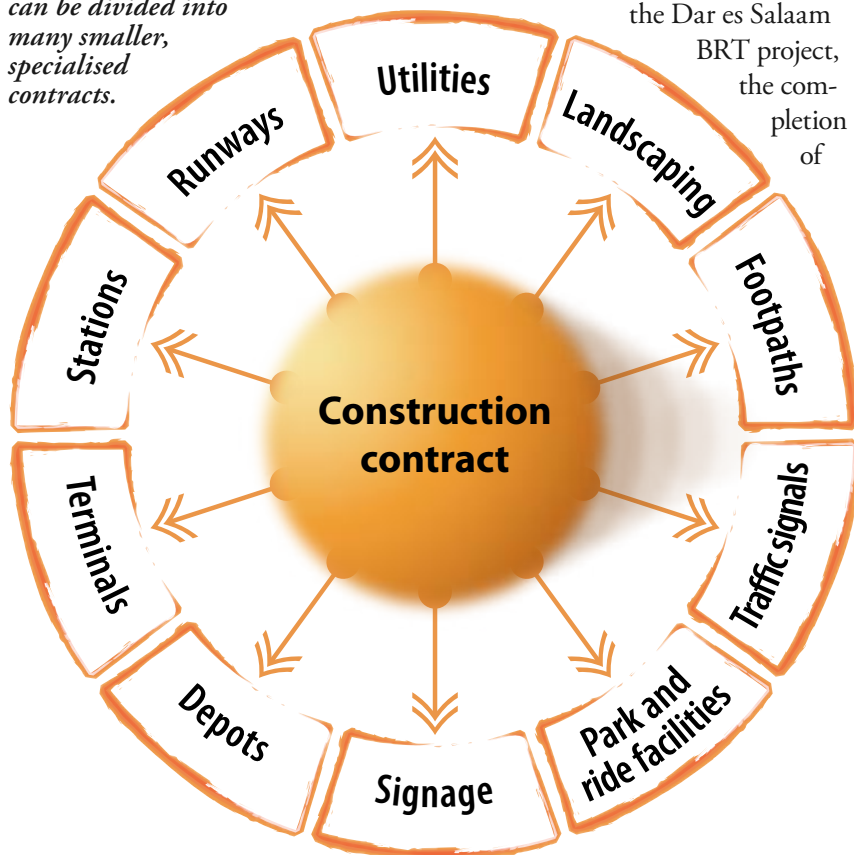 can be divided into
many smaller,
specialised
contracts.
the Dar es Salaam
BRT project,
the com-
pletion
of
Utilities
Landscaping
Footpaths
Traffic signals
Park and
ride facilities
Signage
Depots
Terminals
Stations
Runways
Construction
contract